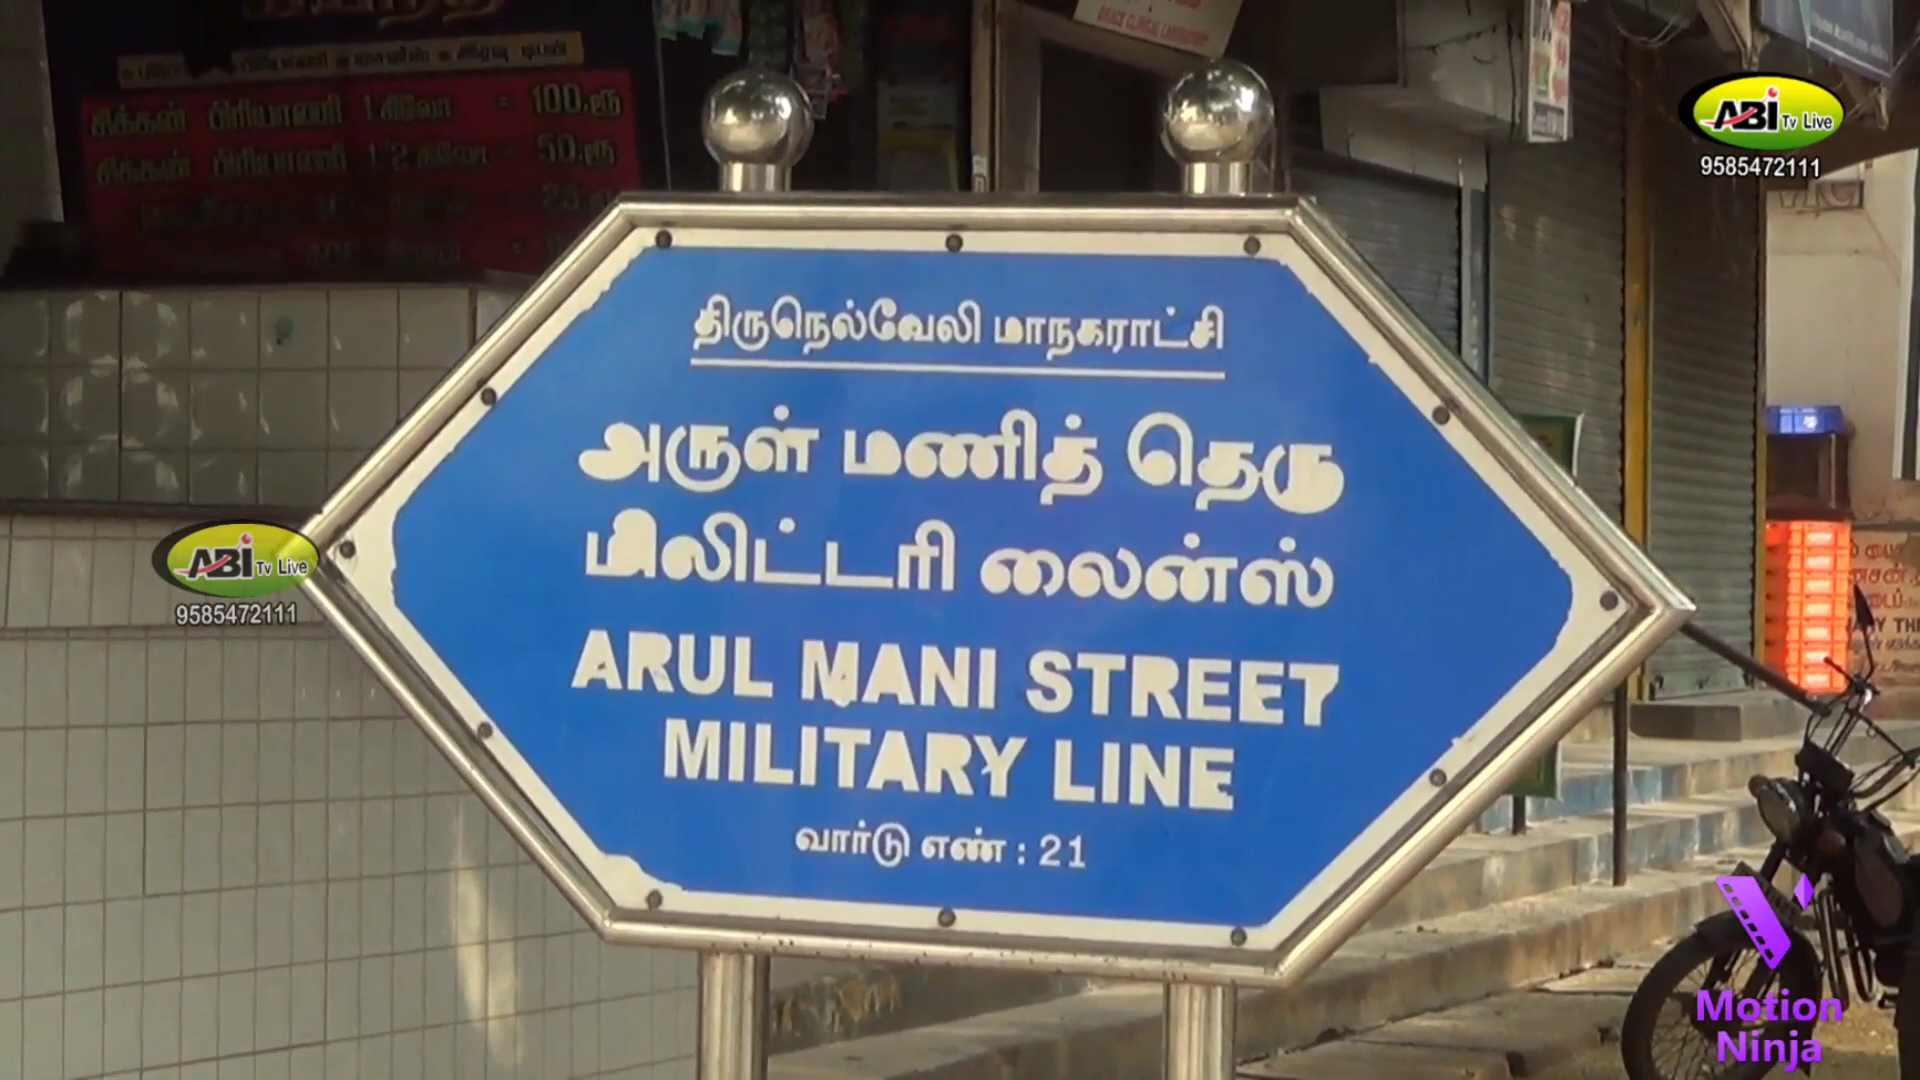 சிக்கன் பிரியாணி 1 கிலோ = 100.ரூ
சிக்கன் பிரியாணி 1/2 கிலோ = 50.ரூ
ABi Tv Live
9585472111
திருநெல்வேலி மாநகராட்சி
அருள் மணித் தெரு
மிலிட்டரி லைன்ஸ்
ARUL MANI STREET
MILITARY LINE
வார்டு எண் : 21
ABi Tv Live
9585472111
Motion
Ninja